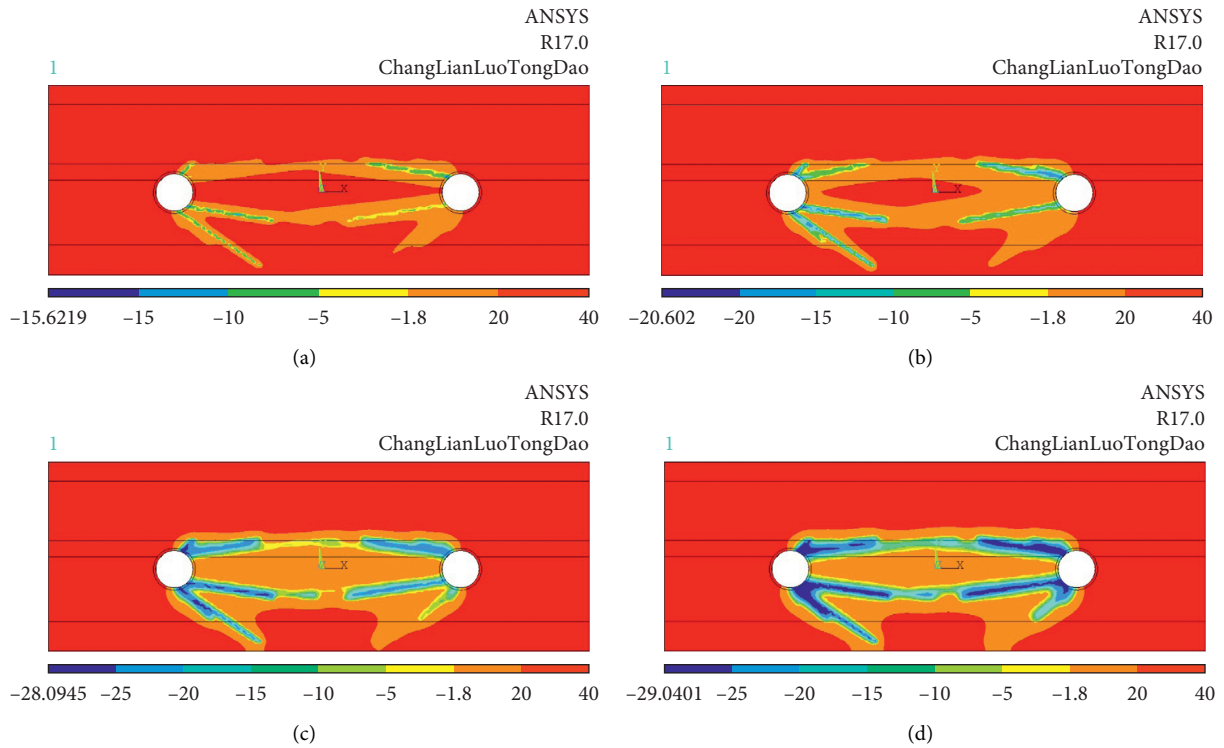 ANSYS
R17.0
1 ChangLianLuoTongDao
X
−15.6219 −15 −10 −5 −1.8 20 40
(a)
ANSYS
R17.0
1 ChangLianLuoTongDao
X
−20.602 −20 −15 −10 −5 −1.8 20 40
(b)
ANSYS
R17.0
1 ChangLianLuoTongDao
X
−28.0945 −25 −20 −15 −10 −5 −1.8 20 40
(c)
ANSYS
R17.0
1 ChangLianLuoTongDao
X
−29.0401 −25 −20 −15 −10 −5 −1.8 20 40
(d)